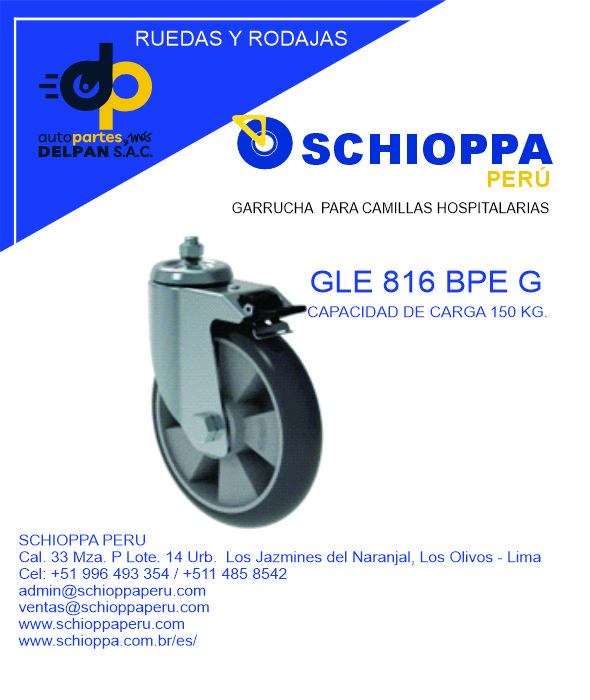 RUEDAS Y RODAJAS
dp
autopartes y más
DELPAN S.A.C.
SCHIOPPA
PERÚ
GARRUCHA PARA CAMILLAS HOSPITALARIAS
GLE 816 BPE G
CAPACIDAD DE CARGA 150 KG.
SCHIOPPA PERU
Cal. 33 Mza. P Lote. 14 Urb. Los Jazmines del Naranjal, Los Olivos - Lima
Cel: +51 996 493 354 / +511 485 8542
admin@schioppaperu.com
ventas@schioppaperu.com
www.schioppaperu.com
www.schioppa.com.br/es/